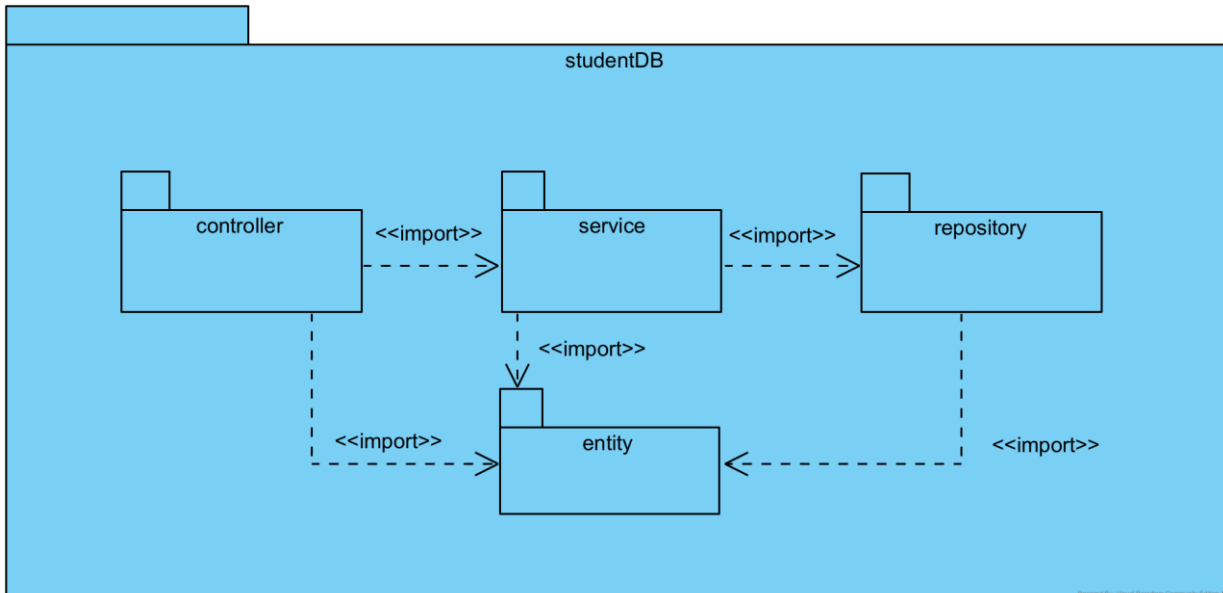 studentDB
controller
<<import>>
service
<<import>>
repository
<<import>>
<<import>>
entity
<<import>>